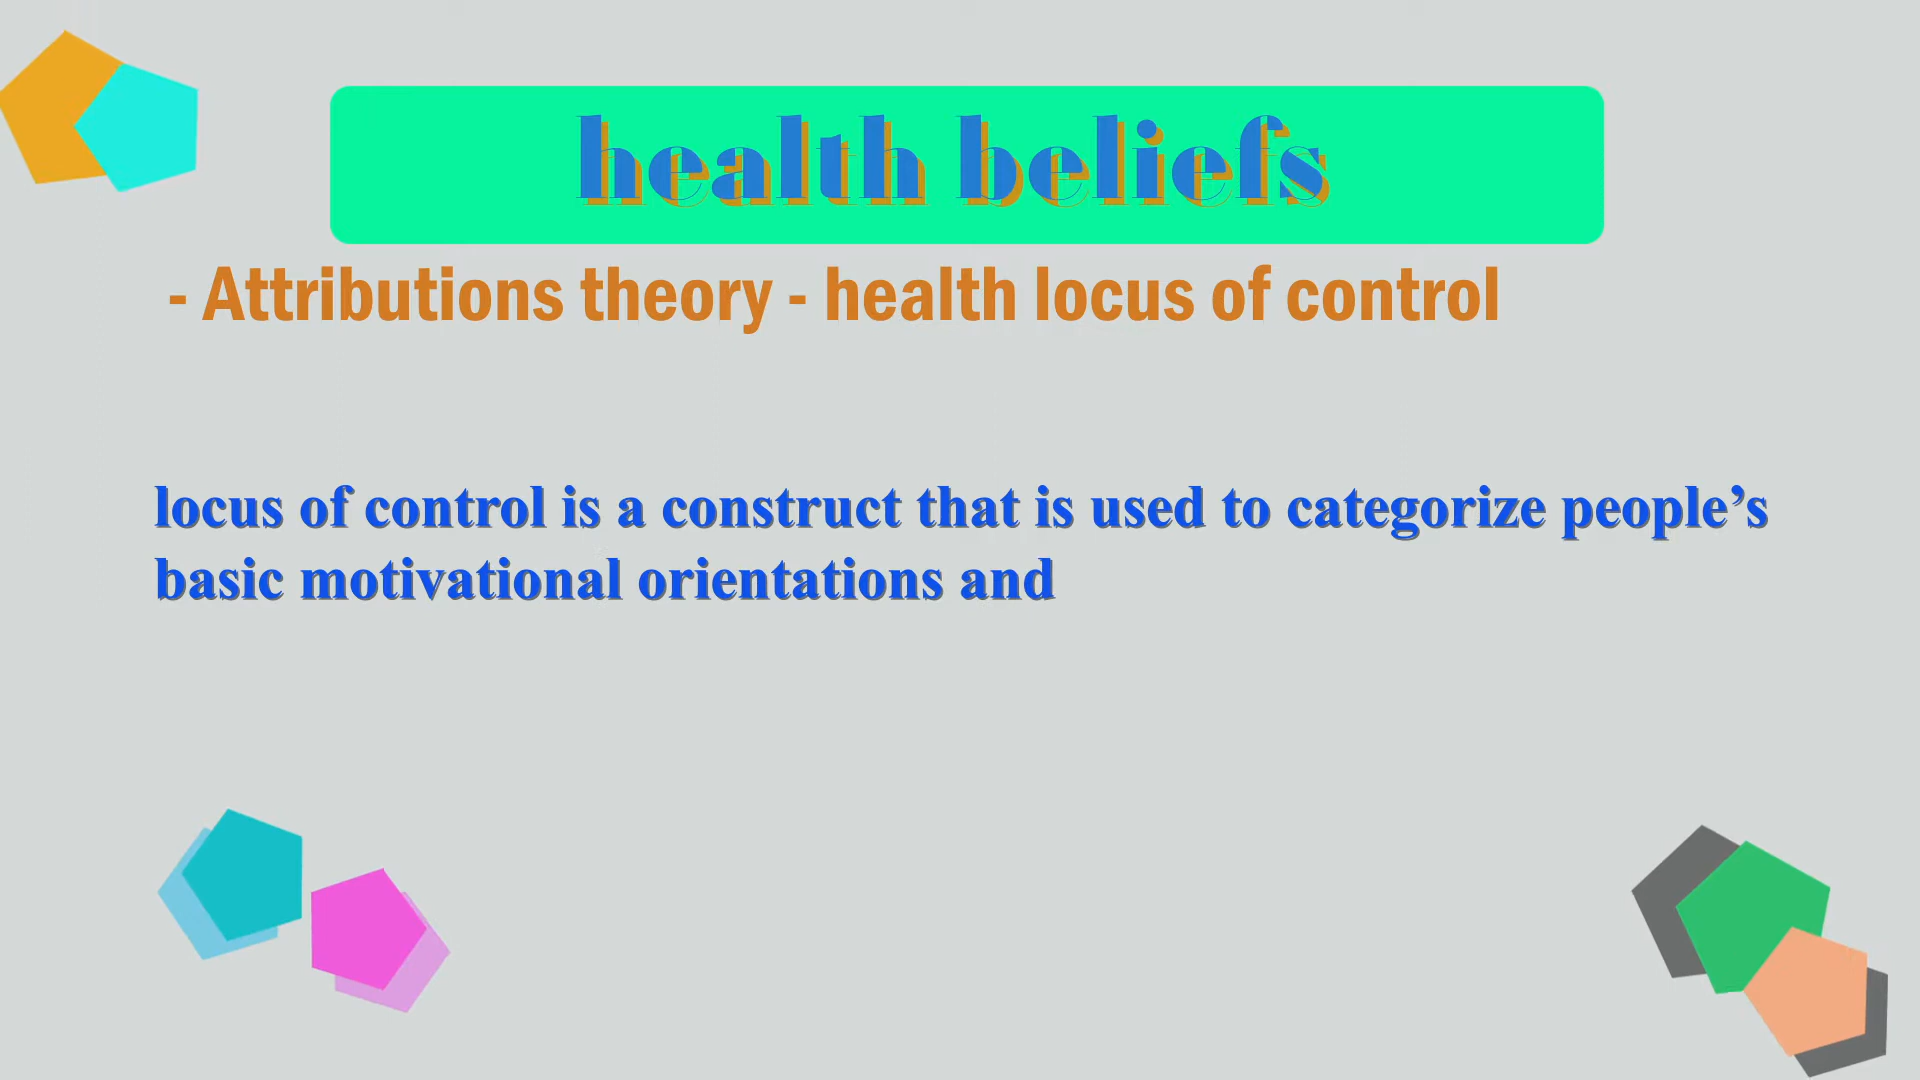 health beliefs
- Attributions theory - health locus of control
locus of control is a construct that is used to categorize people’s
basic motivational orientations and